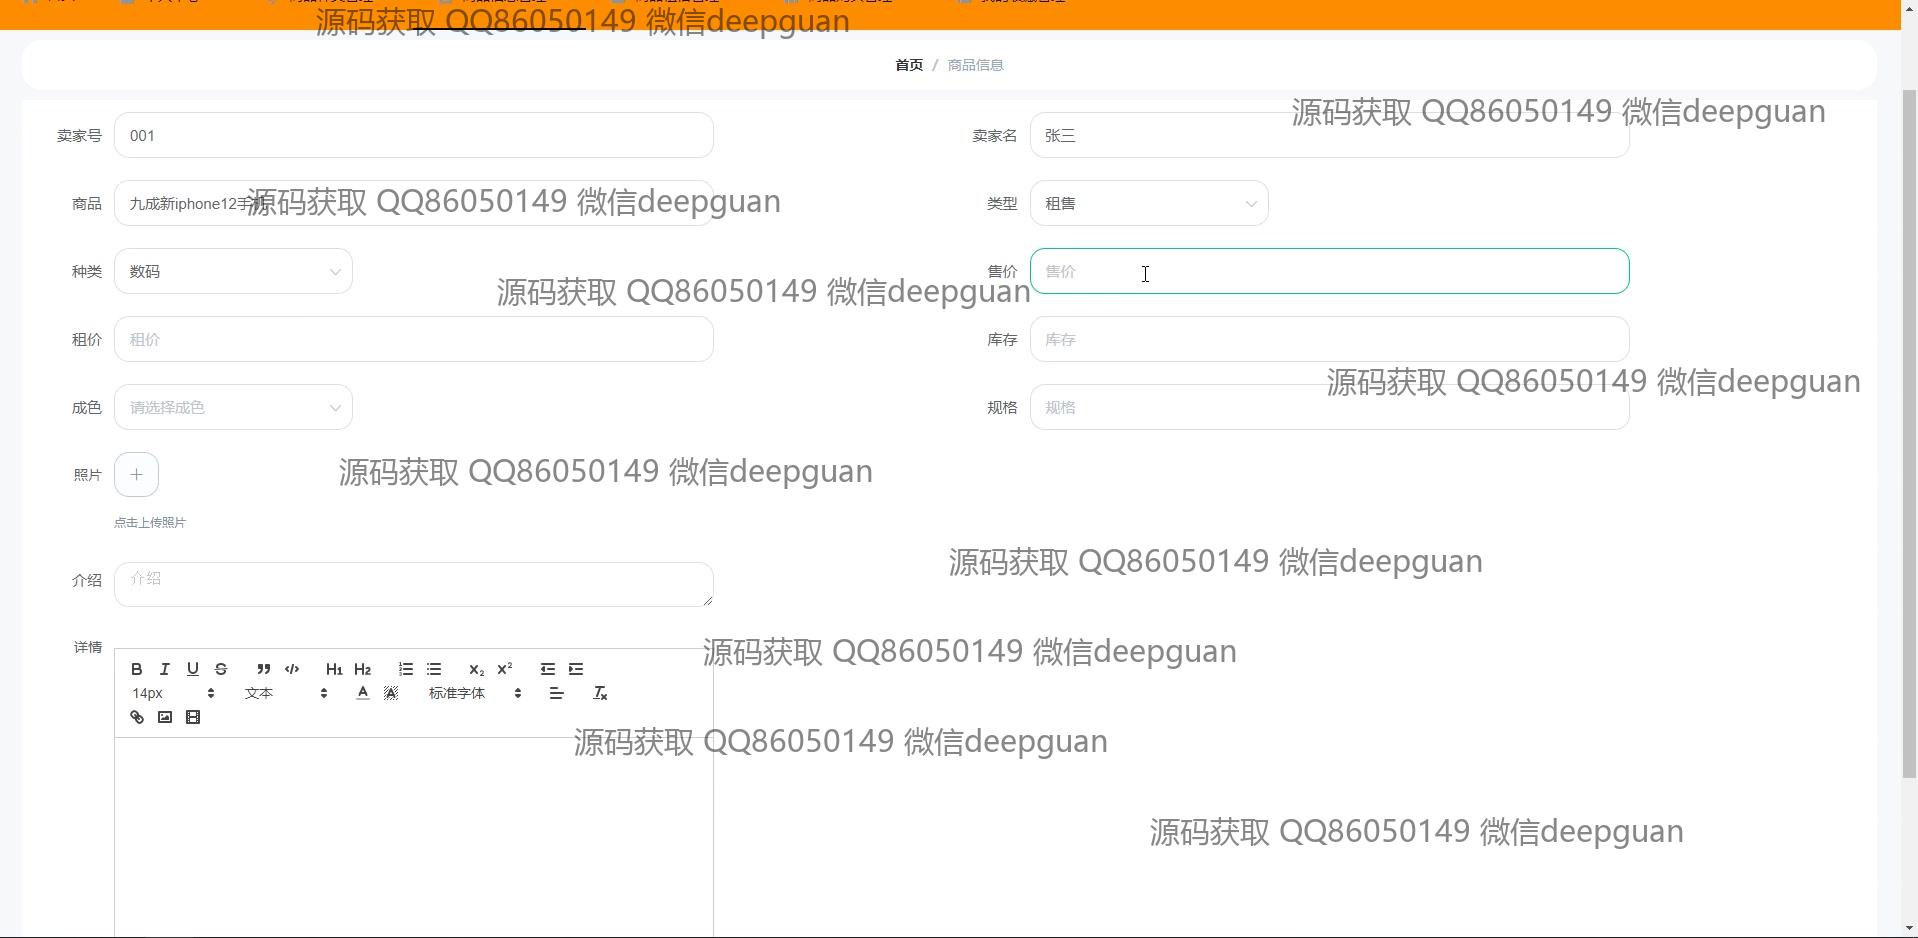 源码获取 QQ86050149 微信deepguan
首页 / 商品信息
源码获取 QQ86050149 微信deepguan
卖家号 001
卖家名 张三
商品 九成新iphone12手机
源码获取 QQ86050149 微信deepguan
类型 租售
种类 数码
售价 售价
源码获取 QQ86050149 微信deepguan
租价 租价
库存 库存
源码获取 QQ86050149 微信deepguan
成色 请选择成色
规格 规格
照片 +
源码获取 QQ86050149 微信deepguan
点击上传照片
源码获取 QQ86050149 微信deepguan
介绍 介绍
详情
源码获取 QQ86050149 微信deepguan
B I U S H1 H2 X2 X2
14px 文本 A A 标准字体 Tx
源码获取 QQ86050149 微信deepguan
源码获取 QQ86050149 微信deepguan